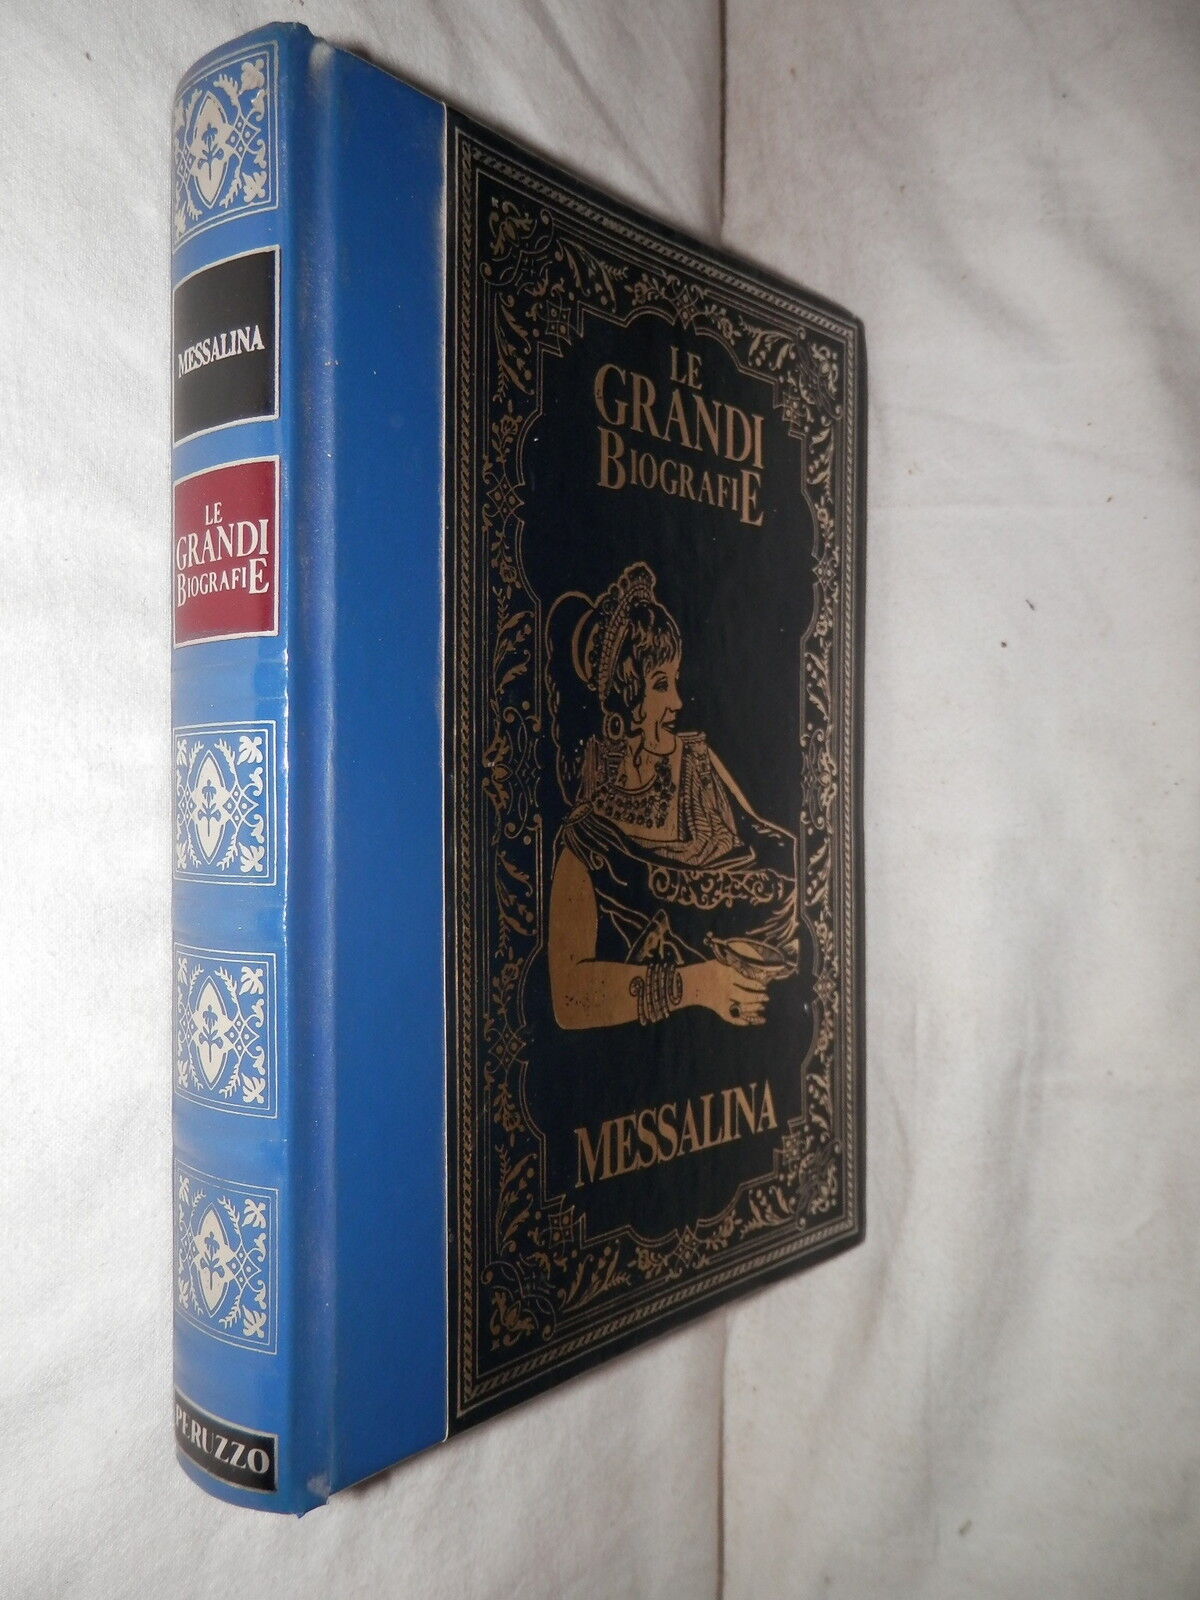 MESSALINA
LE
GRANDI
BIOGRAFIE
PERUZZO
LE
GRANDI
BIOGRAFIE
MESSALINA